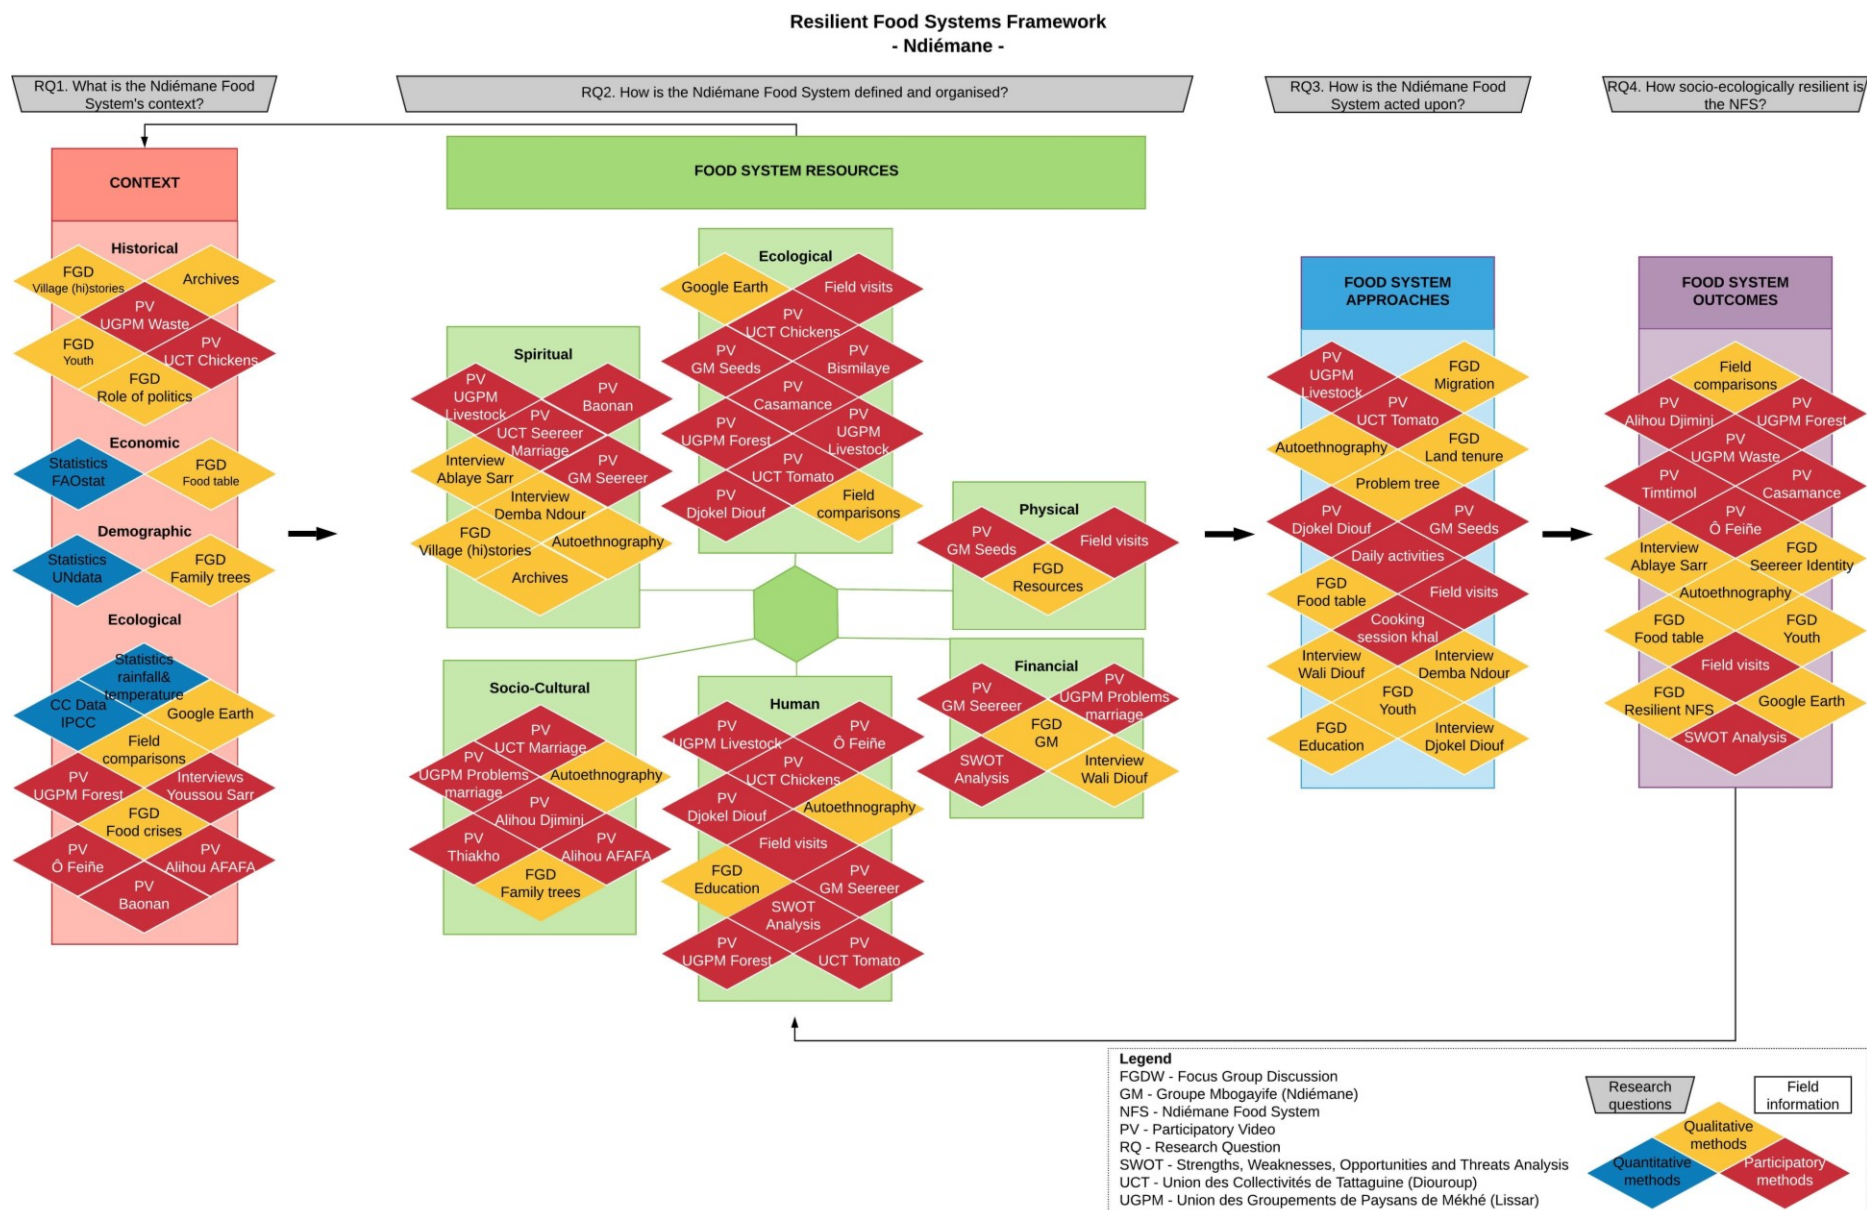 Resilient Food Systems Framework
- Ndiémane -
RQ1. What is the Ndiémane Food
System's context?
RQ2. How is the Ndiémane Food System defined and organised?
RQ3. How is the Ndiémane Food
System acted upon?
RQ4. How socio-ecologically resilient is
the NFS?
CONTEXT
Historical
FGD
Village (hi)stories
Archives
PV
UGPM Waste
FGD
Youth
PV
UCT Chickens
FGD
Role of politics
Economic
Statistics
FAOstat
FGD
Food table
Demographic
Statistics
UNdata
FGD
Family trees
Ecological
Statistics
rainfall&
temperature
CC Data
IPCC
Google Earth
Field
comparisons
PV
UGPM Forest
Interviews
Youssou Sarr
FGD
Food crises
PV
Ô Feiñe
PV
Alihou AFAFA
PV
Baonan
FOOD SYSTEM RESOURCES
Spiritual
PV
UGPM
Livestock
PV
Baonan
PV
UCT Seereer
Marriage
Interview
Ablaye Sarr
PV
GM Seereer
Interview
Demba Ndour
FGD
Village (hi)stories
Autoethnography
Archives
Ecological
Google Earth
Field visits
PV
UCT Chickens
PV
GM Seeds
PV
Bismilaye
PV
Casamance
PV
UGPM Forest
PV
UGPM
Livestock
PV
UCT Tomato
PV
Djokel Diouf
Field
comparisons
Physical
PV
GM Seeds
Field visits
FGD
Resources
Socio-Cultural
PV
UCT Marriage
PV
UGPM Problems
marriage
Autoethnography
PV
Alihou Djimini
PV
Thiakho
PV
Alihou AFAFA
FGD
Family trees
Human
PV
UGPM Livestock
PV
Ô Feiñe
PV
UCT Chickens
PV
Djokel Diouf
Autoethnography
Field visits
FGD
Education
PV
GM Seereer
SWOT
Analysis
PV
UGPM Forest
PV
UCT Tomato
Financial
PV
GM Seereer
PV
UGPM Problems
marriage
FGD
GM
SWOT
Analysis
Interview
Wali Diouf
FOOD SYSTEM
APPROACHES
PV
UGPM
Livestock
FGD
Migration
PV
UCT Tomato
Autoethnography
FGD
Land tenure
Problem tree
PV
Djokel Diouf
PV
GM Seeds
Daily activities
FGD
Food table
Field visits
Cooking
session khal
Interview
Wali Diouf
Interview
Demba Ndour
FGD
Youth
FGD
Education
Interview
Djokel Diouf
FOOD SYSTEM
OUTCOMES
Field
comparisons
PV
Alihou Djimini
PV
UGPM Forest
PV
UGPM Waste
PV
Timtimol
PV
Casamance
PV
Ô Feiñe
Interview
Ablaye Sarr
FGD
Seereer Identity
Autoethnography
FGD
Food table
FGD
Youth
Field visits
FGD
Resilient NFS
Google Earth
SWOT Analysis
Legend
FGDW - Focus Group Discussion
GM - Groupe Mbogayife (Ndiémane)
NFS - Ndiémane Food System
PV - Participatory Video
RQ - Research Question
SWOT - Strengths, Weaknesses, Opportunities and Threats Analysis
UCT - Union des Collectivités de Tattaguine (Diouroup)
UGPM - Union des Groupements de Paysans de Mékhé (Lissar)
Research
questions
Field
information
Qualitative
methods
Quantitative
methods
Participatory
methods